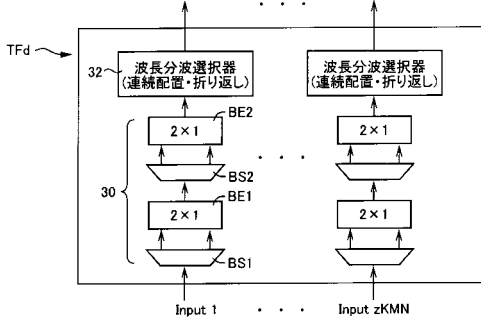 . . .
TFd
32
波長分波選択器
(連続配置・折り返し)
波長分波選択器
(連続配置・折り返し)
BE2
2×1
2×1
BS2
. . .
30
BE1
2×1
2×1
BS1
Input 1
. . .
Input zKMN